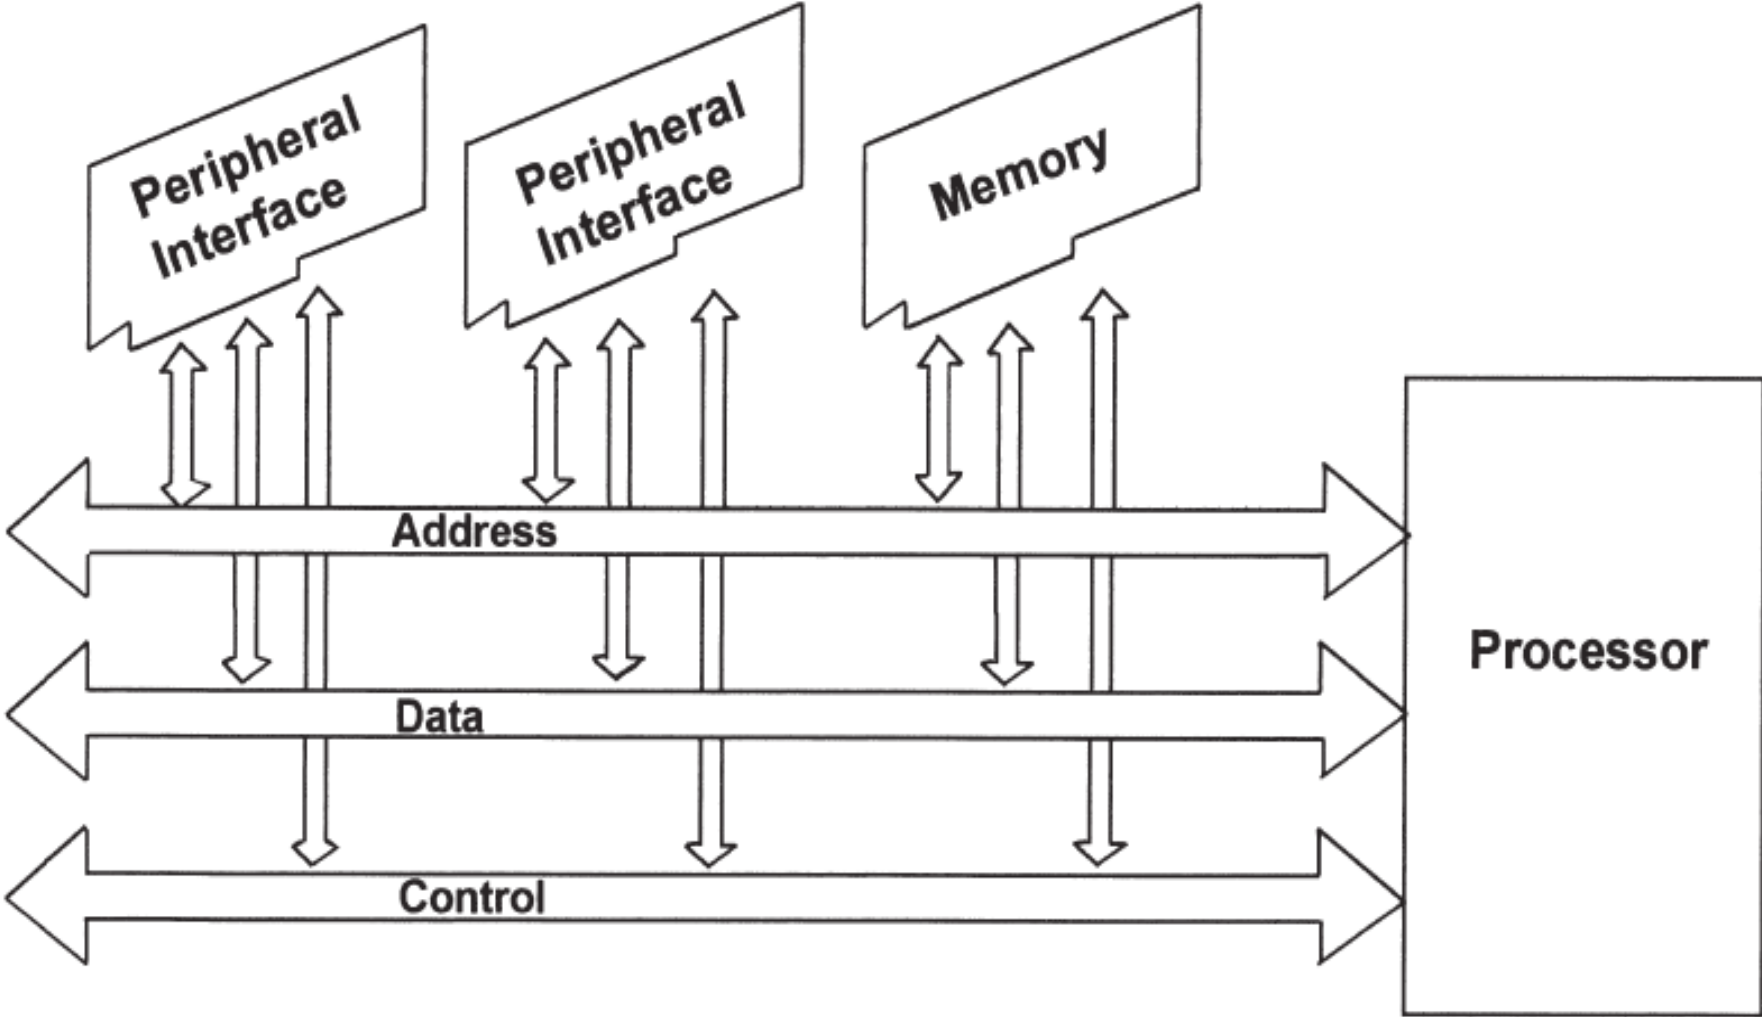 Peripheral
Interface
Peripheral
Interface
Memory
Address
Data
Control
Processor